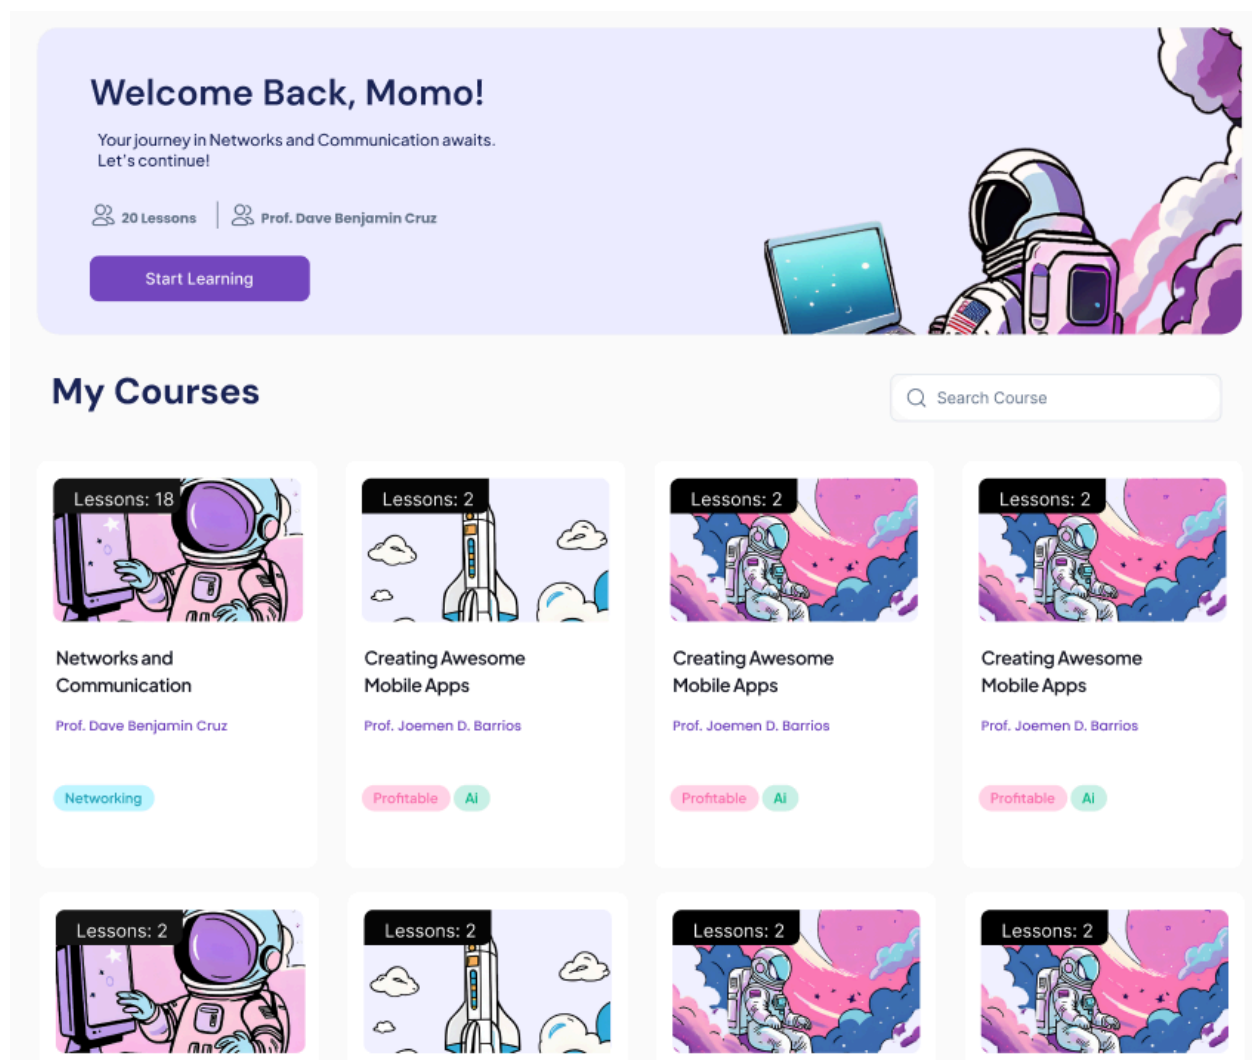 Welcome Back, Momo!
Your journey in Networks and Communication awaits.
Let's continue!
20 Lessons
Prof. Dave Benjamin Cruz
Start Learning
My Courses
Search Course
Lessons: 18
Lessons: 2
Lessons: 2
Lessons: 2
Networks and
Communication
Creating Awesome
Mobile Apps
Creating Awesome
Mobile Apps
Creating Awesome
Mobile Apps
Prof. Dave Benjamin Cruz
Prof. Joemen D. Barrios
Prof. Joemen D. Barrios
Prof. Joemen D. Barrios
Networking
Profitable
Ai
Profitable
Ai
Profitable
Ai
Lessons: 2
Lessons: 2
Lessons: 2
Lessons: 2